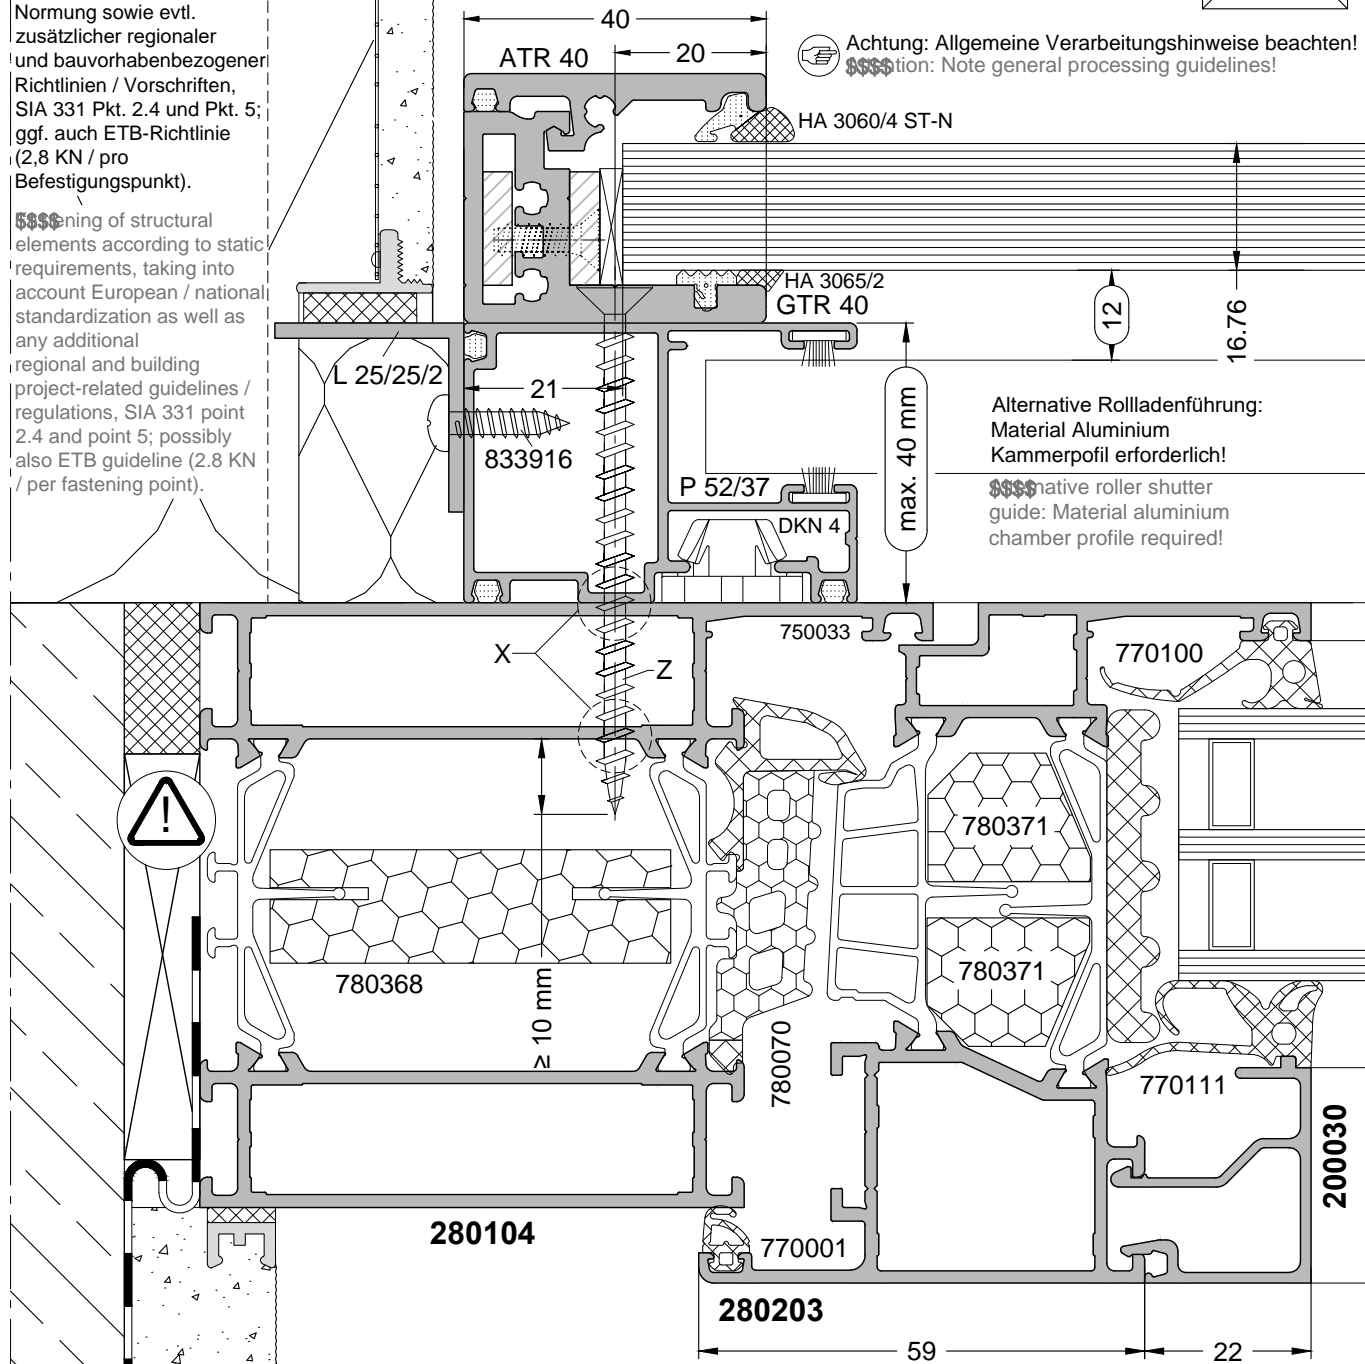 Normung sowie evtl.
zusätzlicher regionaler
und bauvorhabenbezogener
Richtlinien / Vorschriften,
SIA 331 Pkt. 2.4 und Pkt. 5;
ggf. auch ETB-Richtlinie
(2,8 KN / pro
Befestigungspunkt).
$$$$ening of structural
elements according to static
requirements, taking into
account European / national
standardization as well as
any additional
regional and building
project-related guidelines /
regulations, SIA 331 point
2.4 and point 5; possibly
also ETB guideline (2.8 KN
/ per fastening point).
40
ATR 40
20
Achtung: Allgemeine Verarbeitungshinweise beachten!
$$$$tion: Note general processing guidelines!
HA 3060/4 ST-N
HA 3065/2
GTR 40
12
16.76
L 25/25/2
21
833916
P 52/37
DKN 4
max. 40 mm
Alternative Rollladenführung:
Material Aluminium
Kammerpofil erforderlich!
$$$$native roller shutter
guide: Material aluminium
chamber profile required!
X
Z
750033
770100
!
780371
780371
780368
≥ 10 mm
780070
770111
200030
280104
770001
280203
59
22